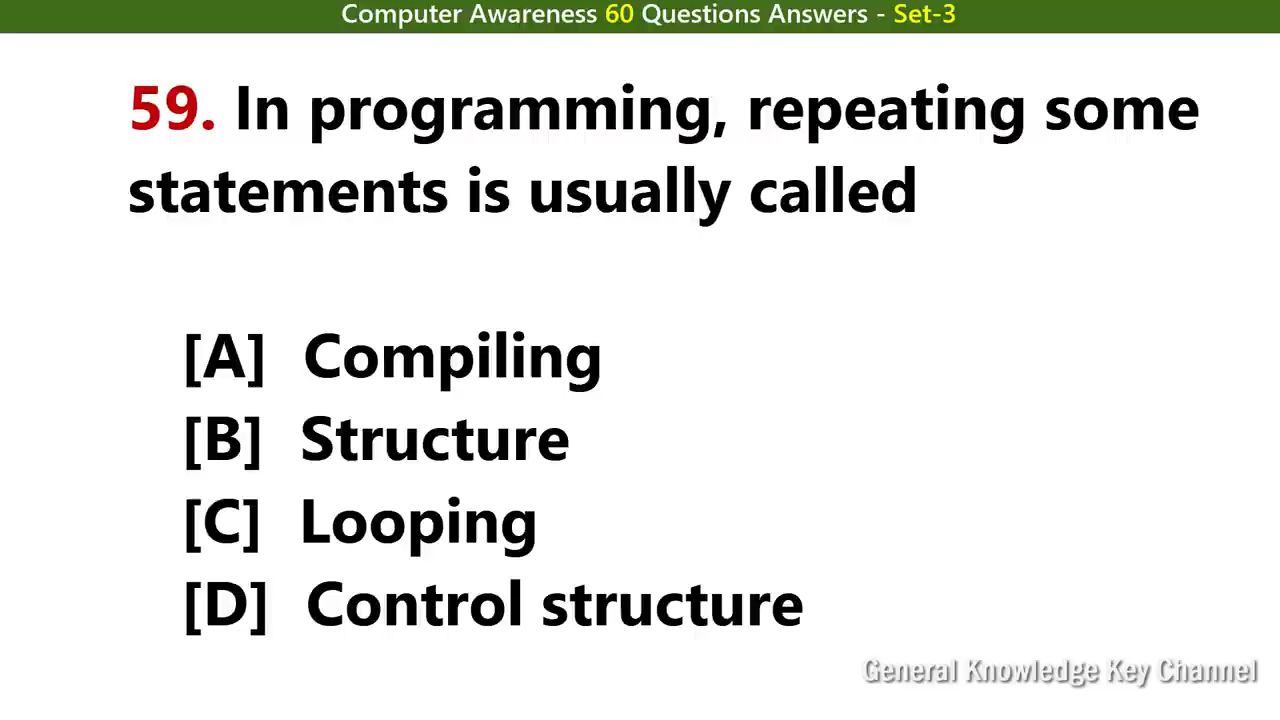 Computer Awareness 60 Questions Answers - Set-3
59. In programming, repeating some
statements is usually called
[A] Compiling
[B] Structure
[C] Looping
[D] Control structure
General Knowledge Key Channel